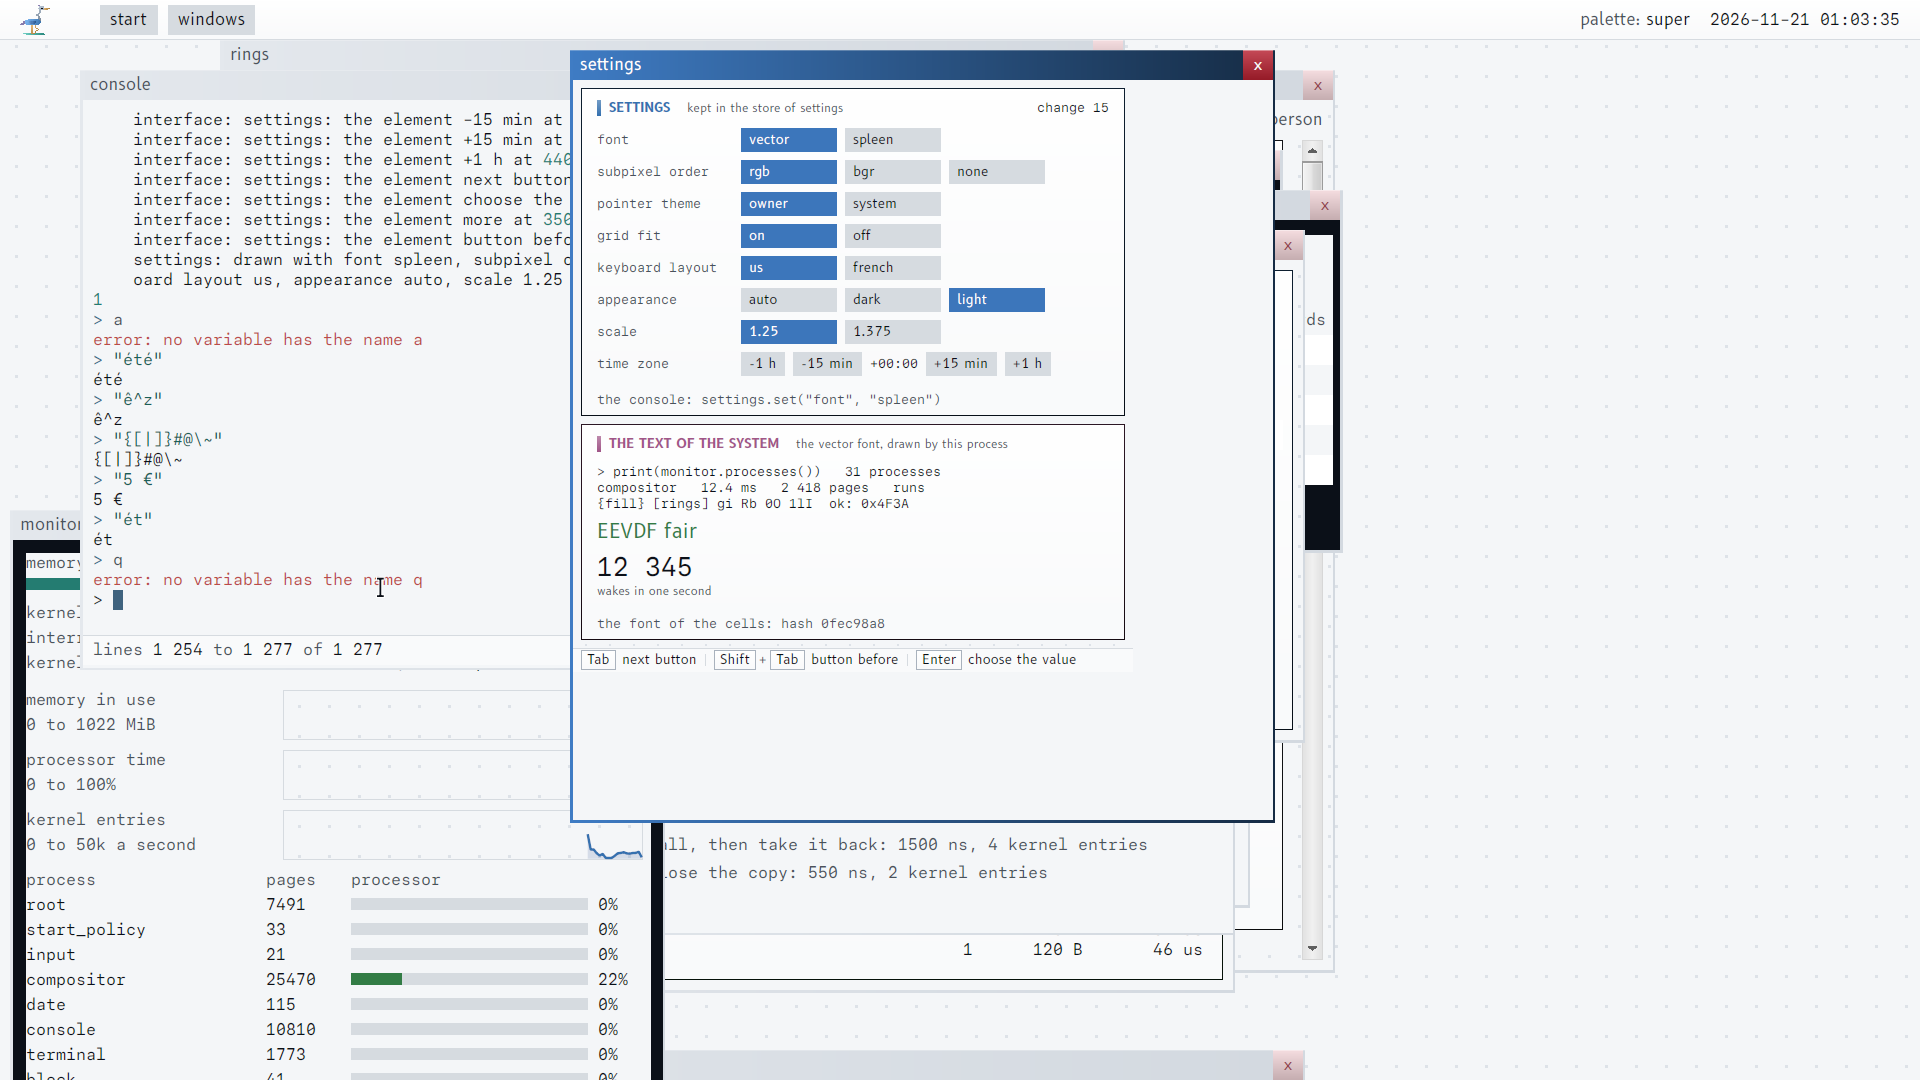 start windows palette: super 2026-11-21 01:03:35
rings
console
interface: settings: the element -15 min at
interface: settings: the element +15 min at
interface: settings: the element +1 h at 440
interface: settings: the element next button
interface: settings: the element choose the
interface: settings: the element more at 350
interface: settings: the element button befo
settings: drawn with font spleen, subpixel
oard layout us, appearance auto, scale 1.25
1
> a
error: no variable has the name a
> "été"
été
> "ê^z"
ê^z
> "{[|]}#@\~"
{[|]}#@\~
> "5 €"
5 €
> "ét"
ét
> q
error: no variable has the name q
>
lines 1 254 to 1 277 of 1 277
settings x
SETTINGS kept in the store of settings change 15
font vector spleen
subpixel order rgb bgr none
pointer theme owner system
grid fit on off
keyboard layout us french
appearance auto dark light
scale 1.25 1.375
time zone -1 h -15 min +00:00 +15 min +1 h
the console: settings.set("font", "spleen")
THE TEXT OF THE SYSTEM the vector font, drawn by this process
> print(monitor.processes()) 31 processes
compositor 12.4 ms 2 418 pages runs
{fill} [rings] gi Rb 0O 1lI ok: 0x4F3A
EEVDF fair
12 345
wakes in one second
the font of the cells: hash 0fec98a8
Tab next button Shift + Tab button before Enter choose the value
x
erson
x
x
ds
monitor
memory
kernel
inter
kernel
memory in use
0 to 1022 MiB
processor time
0 to 100%
kernel entries
0 to 50k a second
process pages processor
root 7491 0%
start_policy 33 0%
input 21 0%
compositor 25470 22%
date 115 0%
console 10810 0%
terminal 1773 0%
black 41 0%
all, then take it back: 1500 ns, 4 kernel entries
lose the copy: 550 ns, 2 kernel entries
1 120 B 46 us
x